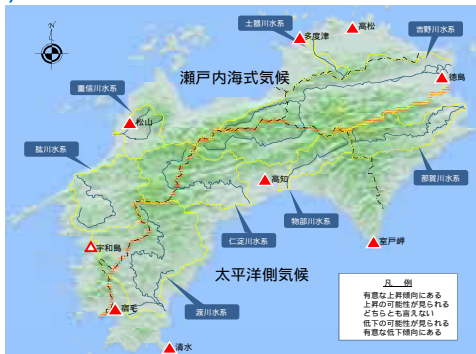 高松
土器川水系
多度津
吉野川水系
瀬戸内海式気候
徳島
重信川水系
松山
肱川水系
高知
那賀川水系
物部川水系
仁淀川水系
宇和島
室戸岬
太平洋側気候
渡川水系
宿毛
清水
凡 例
有意な上昇傾向にある
上昇の可能性が見られる
どちらとも言えない
低下の可能性が見られる
有意な低下傾向にある